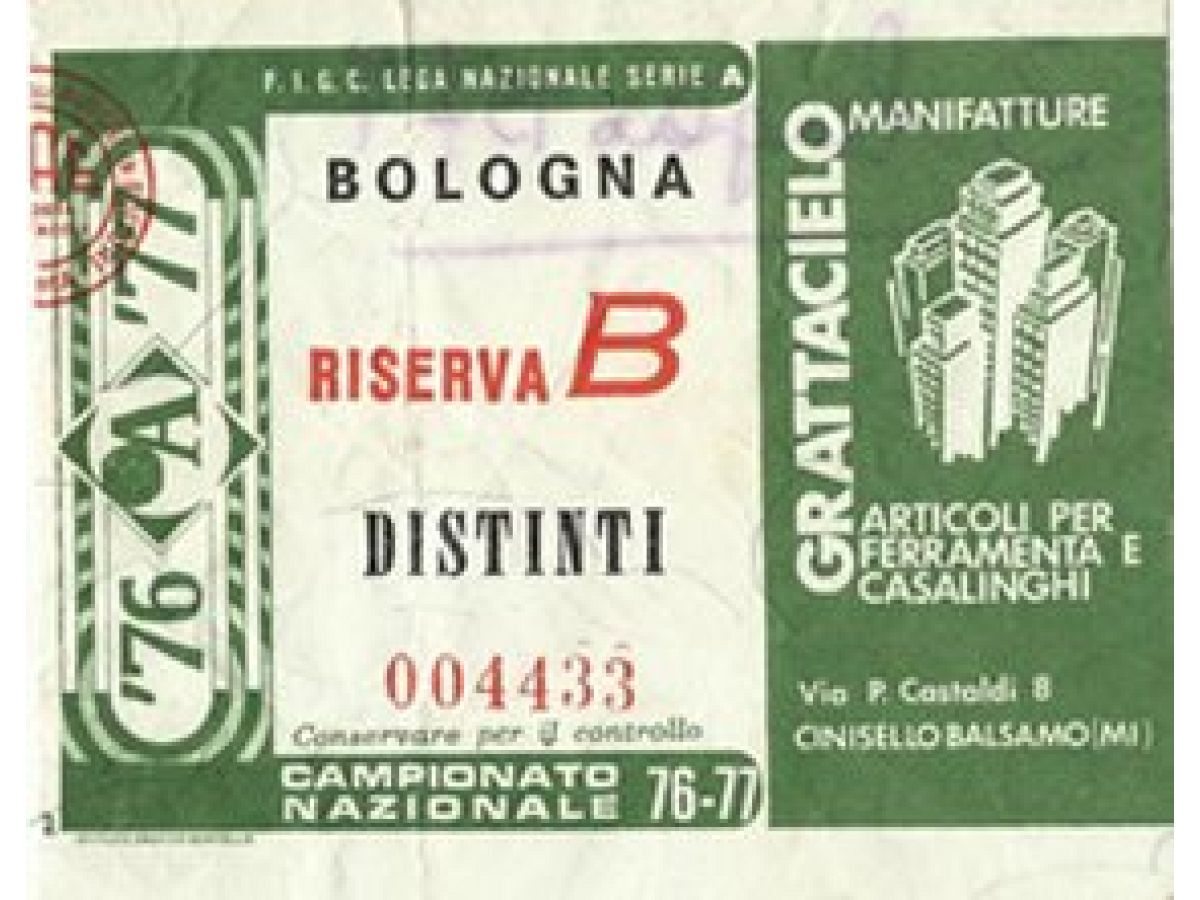 F.I.G.C. LEGA NAZIONALE SERIE A
'76 A '77
BOLOGNA
RISERVA B
DISTINTI
004433
Conservare per il controllo
CAMPIONATO
NAZIONALE 76-77
GRATTACIELO
MANIFATTURE
ARTICOLI PER
FERRAMENTA E
CASALINGHI
Via P. Castaldi 8
CINISELLO BALSAMO (MI)